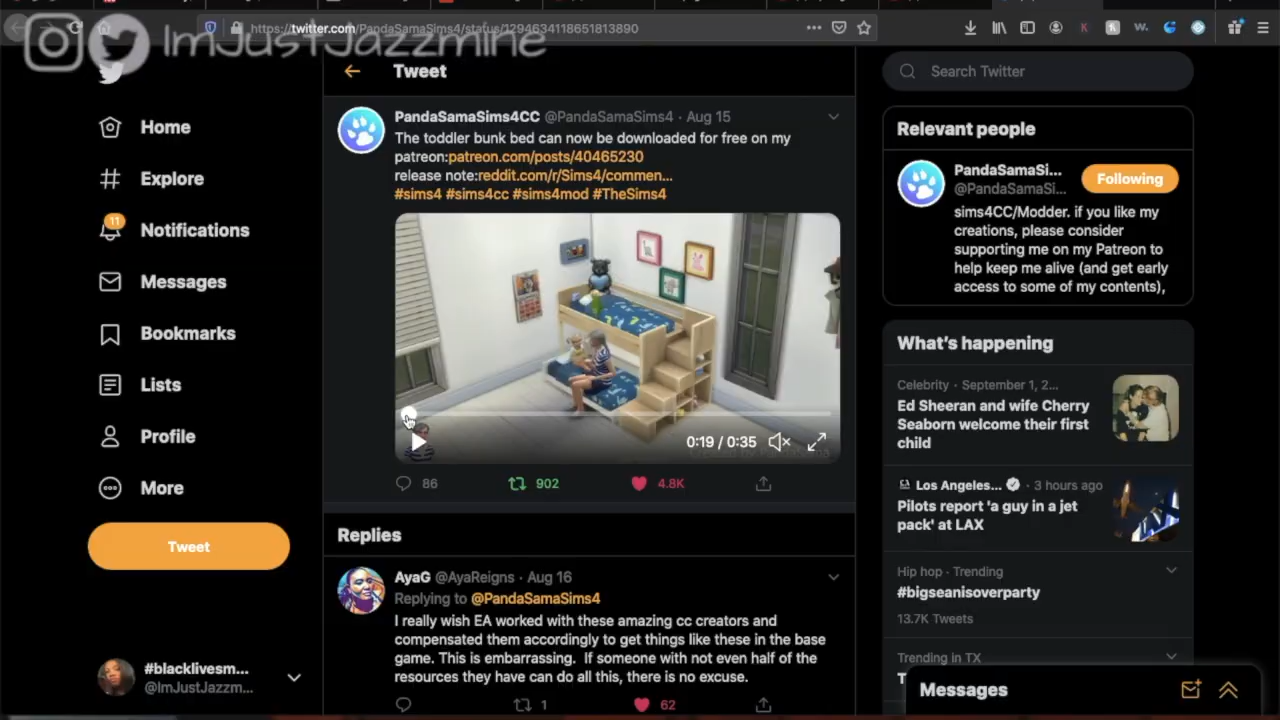 https://twitter.com/PandaSamaSims4/status/1294634118651813890
ImJustJazzmine
Tweet
Search Twitter
Home
Explore
11
Notifications
Messages
Bookmarks
Lists
Profile
More
Tweet
#blacklivesm...
@ImJustJazzm...
PandaSamaSims4CC @PandaSamaSims4 · Aug 15
The toddler bunk bed can now be downloaded for free on my
patreon:patreon.com/posts/40465230
release note:reddit.com/r/Sims4/commen...
#sims4 #sims4cc #sims4mod #TheSims4
0:19 / 0:35
86 902 4.8K
Replies
AyaG @AyaReigns · Aug 16
Replying to @PandaSamaSims4
I really wish EA worked with these amazing cc creators and
compensated them accordingly to get things like these in the base
game. This is embarrassing. If someone with not even half of the
resources they have can do all this, there is no excuse.
1 62
Relevant people
PandaSamaSi...
@PandaSamaSi...
Following
sims4CC/Modder. if you like my
creations, please consider
supporting me on my Patreon to
help keep me alive (and get early
access to some of my contents),
What's happening
Celebrity · September 1, 2...
Ed Sheeran and wife Cherry
Seaborn welcome their first
child
Los Angeles... · 3 hours ago
Pilots report 'a guy in a jet
pack' at LAX
Hip hop · Trending
#bigseanisoverparty
13.7K Tweets
Trending in TX
Messages